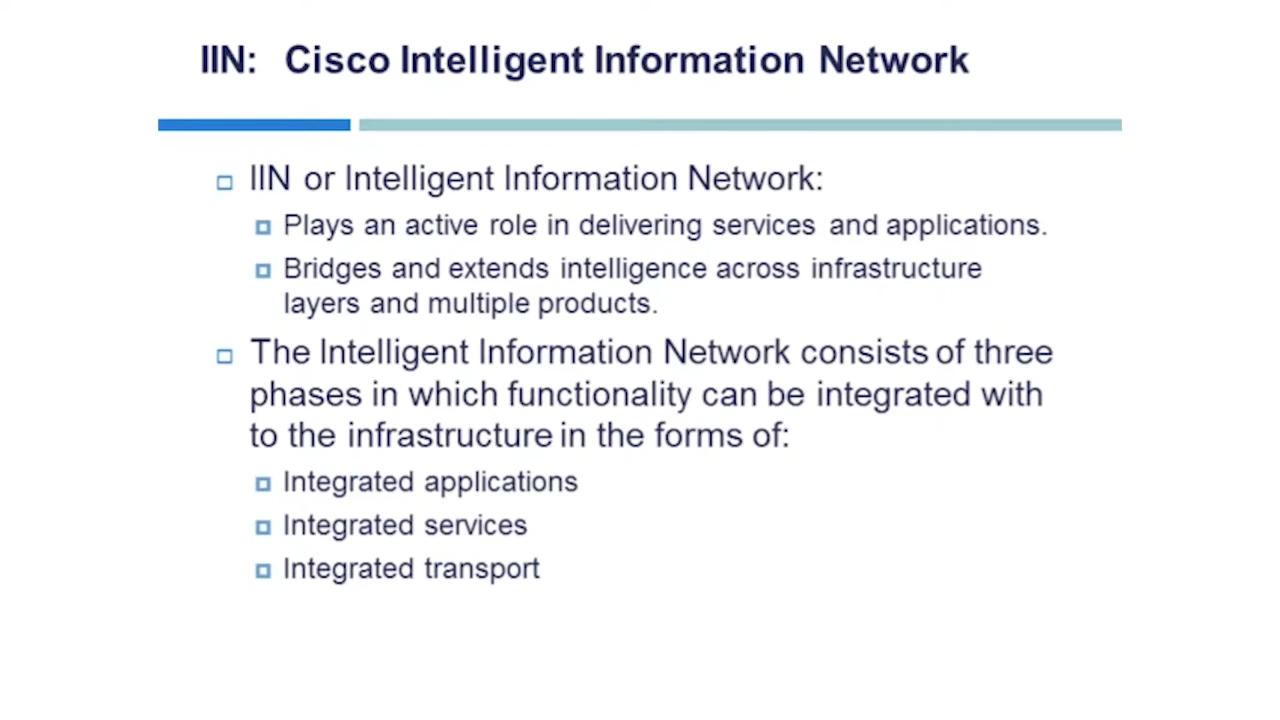 IIN: Cisco Intelligent Information Network
IIN or Intelligent Information Network:
Plays an active role in delivering services and applications.
Bridges and extends intelligence across infrastructure
layers and multiple products.
The Intelligent Information Network consists of three
phases in which functionality can be integrated with
to the infrastructure in the forms of:
Integrated applications
Integrated services
Integrated transport